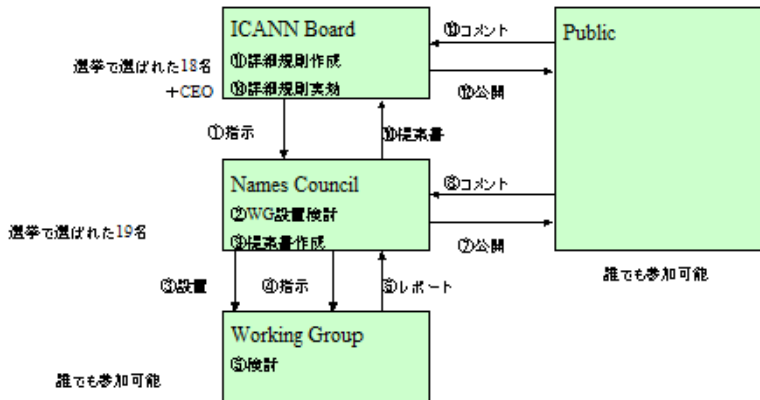 ICANN Board
⑪詳細規則作成
⑭詳細規則実効
選挙で選ばれた18名
＋CEO
⑬コメント
⑫公開
Public
①指示
⑩提案書
Names Council
②WG設置検討
⑨提案書作成
選挙で選ばれた19名
⑧コメント
⑦公開
誰でも参加可能
③設置
④指示
⑥レポート
Working Group
⑤検討
誰でも参加可能